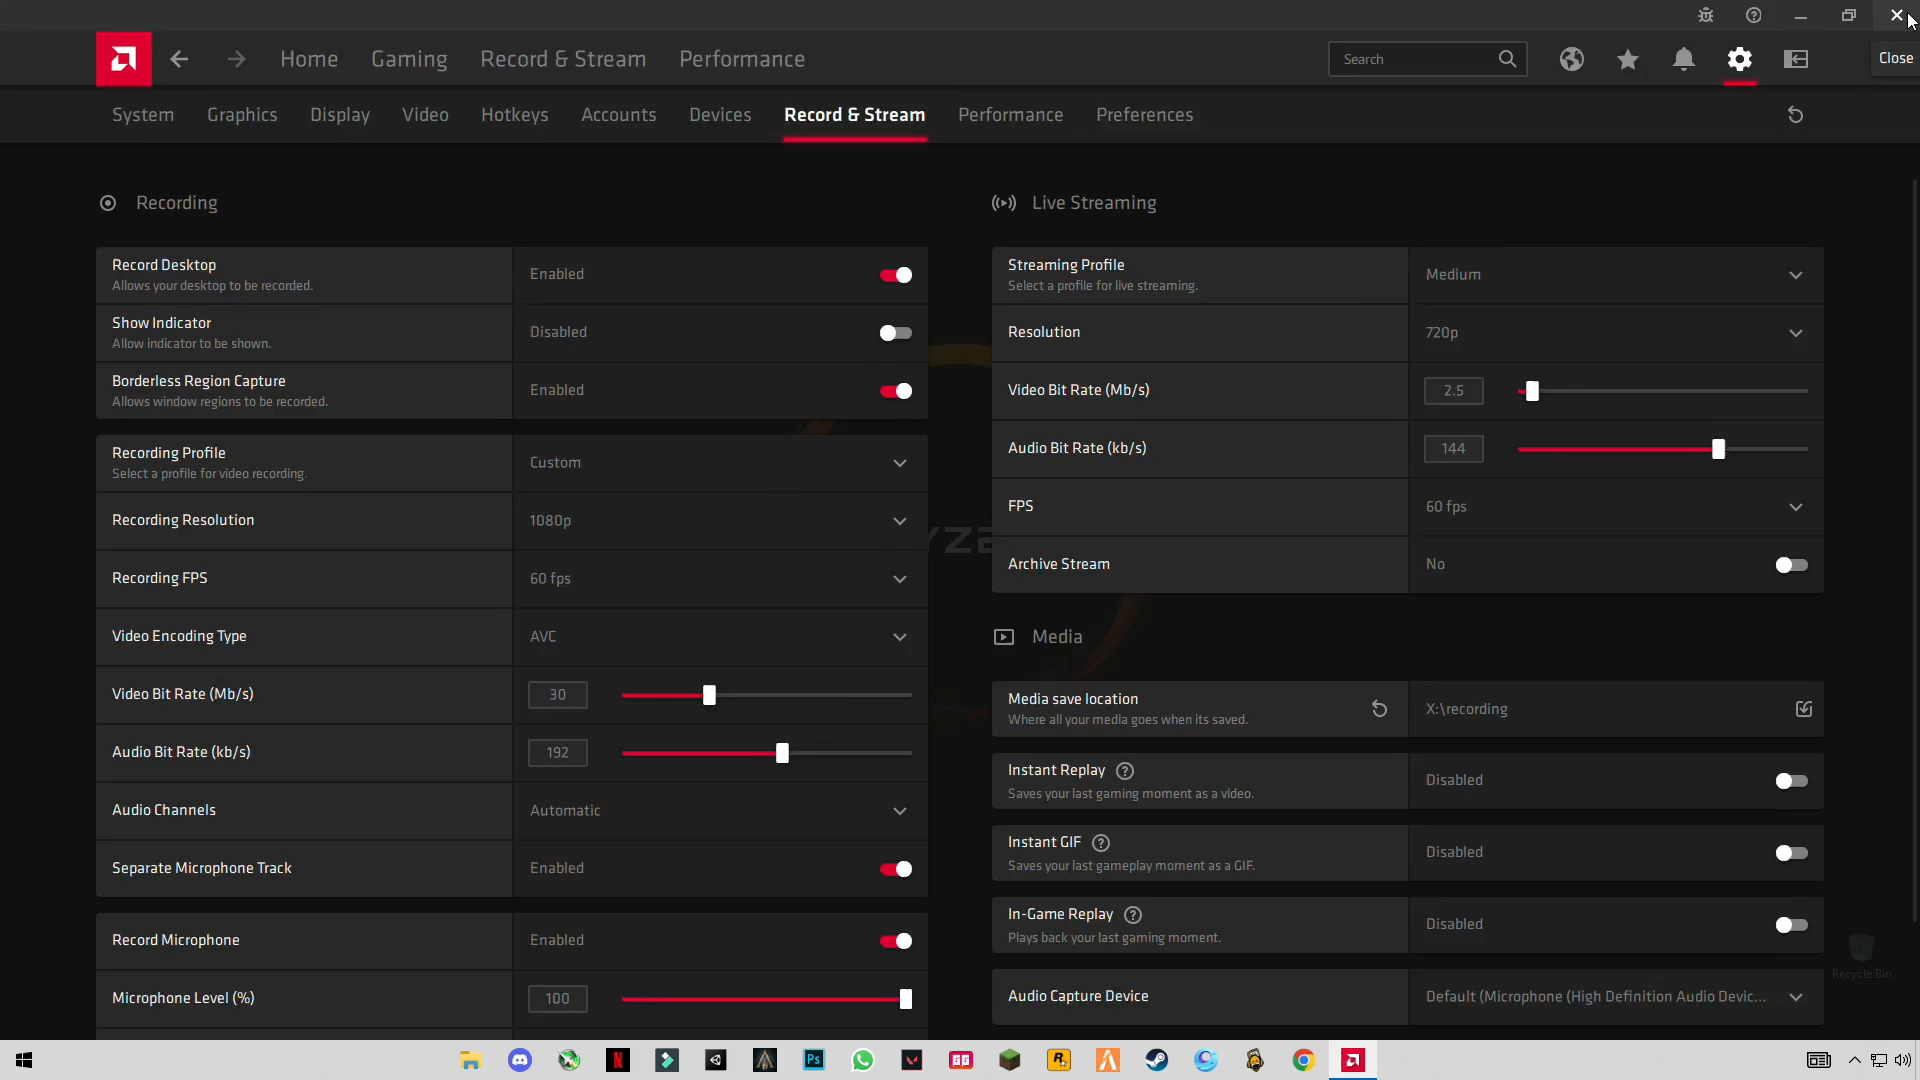 Home Gaming Record & Stream Performance
Search
Close
System Graphics Display Video Hotkeys Accounts Devices Record & Stream Performance Preferences
Recording
Record Desktop
Allows your desktop to be recorded.
Enabled
Show Indicator
Allow indicator to be shown.
Disabled
Borderless Region Capture
Allows window regions to be recorded.
Enabled
Recording Profile
Select a profile for video recording.
Custom
Recording Resolution
1080p
Recording FPS
60 fps
Video Encoding Type
AVC
Video Bit Rate (Mb/s)
30
Audio Bit Rate (kb/s)
192
Audio Channels
Automatic
Separate Microphone Track
Enabled
Record Microphone
Enabled
Microphone Level (%)
100
Live Streaming
Streaming Profile
Select a profile for live streaming.
Medium
Resolution
720p
Video Bit Rate (Mb/s)
2.5
Audio Bit Rate (kb/s)
144
FPS
60 fps
Archive Stream
No
Media
Media save location
Where all your media goes when its saved.
X:\recording
Instant Replay
Saves your last gaming moment as a video.
Disabled
Instant GIF
Saves your last gameplay moment as a GIF.
Disabled
In-Game Replay
Plays back your last gaming moment.
Disabled
Audio Capture Device
Default (Microphone (High Definition Audio Devic...
Recycle Bin
YZE
N
Ps
GG
R